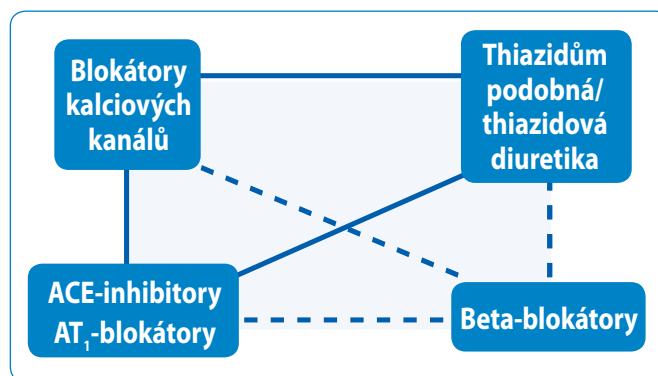 Blokátory
kalciových
kanálů
Thiazidům
podobná/
thiazidová
diuretika
ACE-inhibitory
AT₁-blokátory
Beta-blokátory